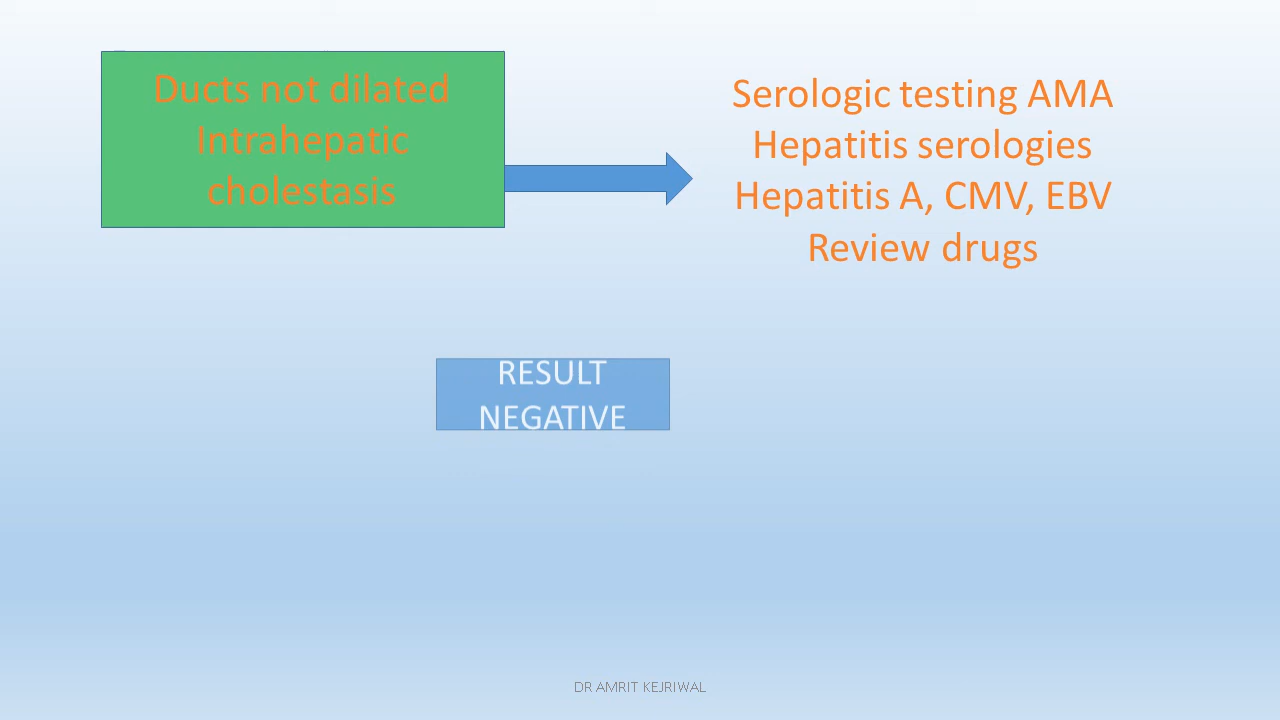 Ducts not dilated
Intrahepatic
cholestasis
Serologic testing AMA
Hepatitis serologies
Hepatitis A, CMV, EBV
Review drugs
RESULT
NEGATIVE
DR AMRIT KEJRIWAL